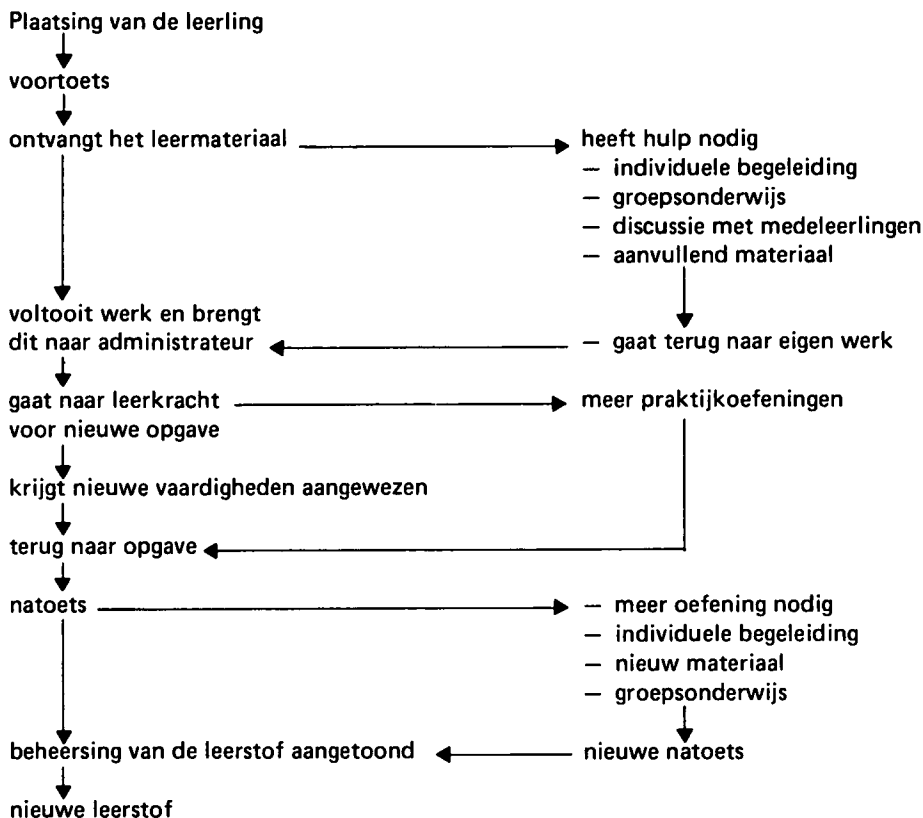 Plaatsing van de leerling
voortoets
ontvangt het leermateriaal
heeft hulp nodig
— individuele begeleiding
— groepsonderwijs
— discussie met medeleerlingen
— aanvullend materiaal
voltooit werk en brengt
dit naar administrateur
— gaat terug naar eigen werk
gaat naar leerkracht
voor nieuwe opgave
meer praktijkoefeningen
krijgt nieuwe vaardigheden aangewezen
terug naar opgave
natoets
— meer oefening nodig
— individuele begeleiding
— nieuw materiaal
— groepsonderwijs
beheersing van de leerstof aangetoond
nieuwe natoets
nieuwe leerstof